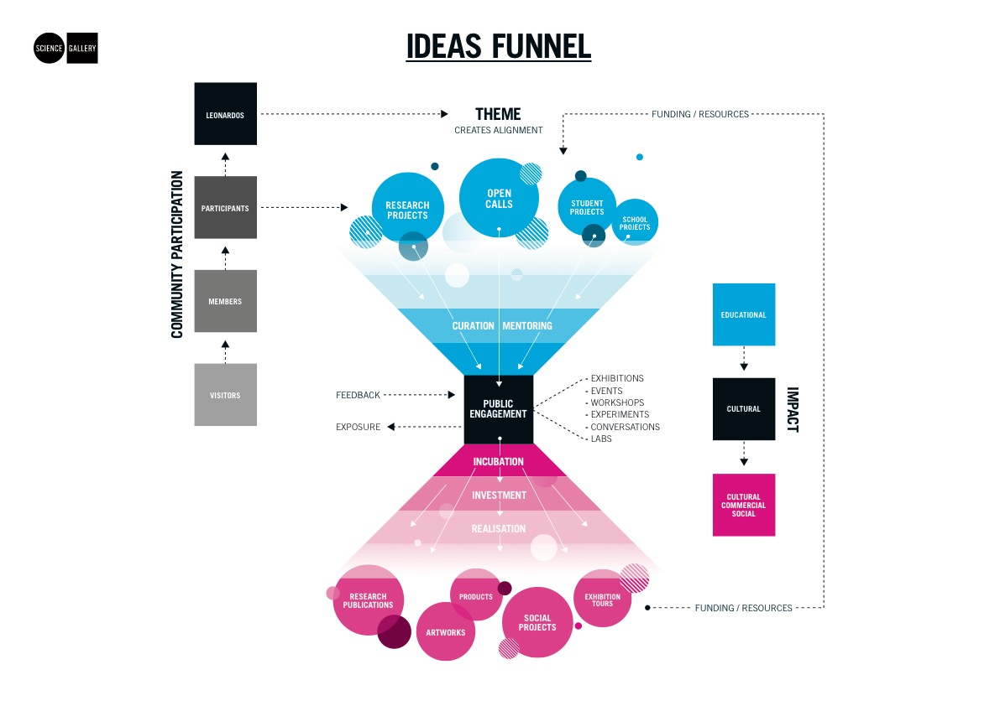 SCIENCE GALLERY
IDEAS FUNNEL
COMMUNITY PARTICIPATION
LEONARDOS
PARTICIPANTS
MEMBERS
VISITORS
THEME
CREATES ALIGNMENT
FUNDING / RESOURCES
RESEARCH
PROJECTS
OPEN
CALLS
STUDENT
PROJECTS
SCHOOL
PROJECTS
CURATION MENTORING
FEEDBACK
EXPOSURE
PUBLIC
ENGAGEMENT
- EXHIBITIONS
- EVENTS
- WORKSHOPS
- EXPERIMENTS
- CONVERSATIONS
- LABS
INCUBATION
INVESTMENT
REALISATION
RESEARCH
PUBLICATIONS
ARTWORKS
PRODUCTS
SOCIAL
PROJECTS
EXHIBITION
TOURS
FUNDING / RESOURCES
EDUCATIONAL
CULTURAL
CULTURAL
COMMERCIAL
SOCIAL
IMPACT